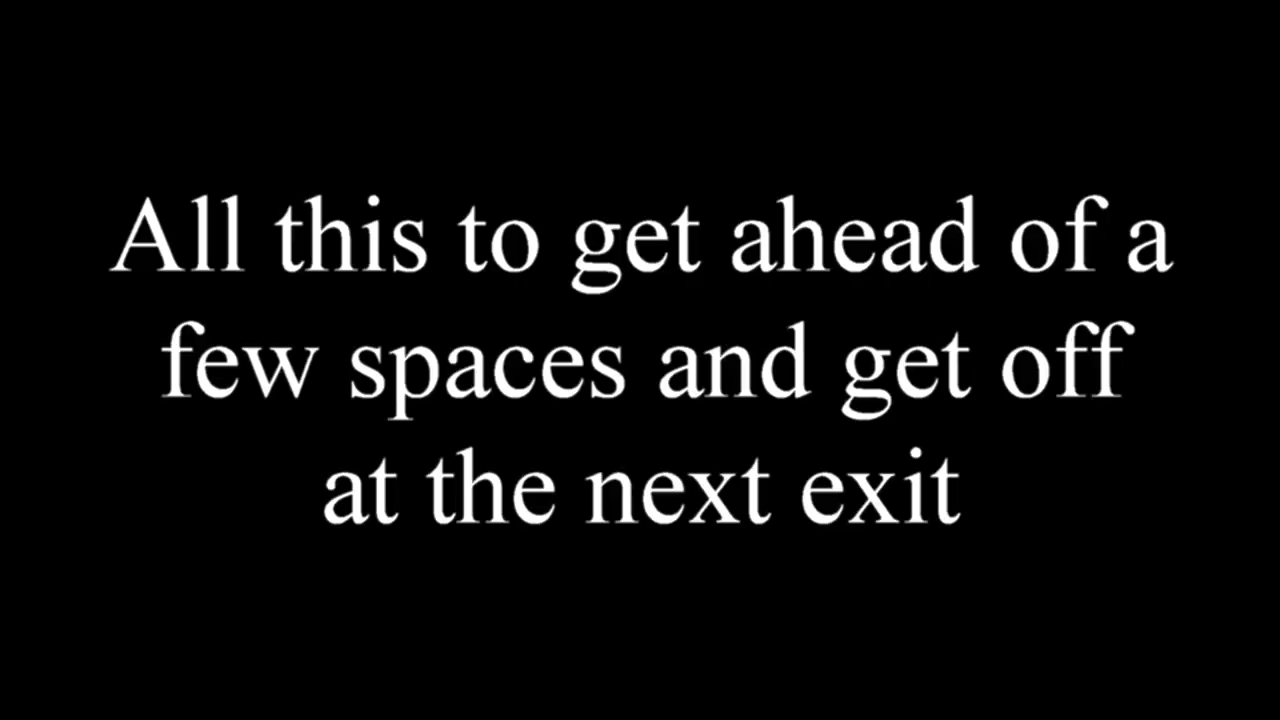 All this to get ahead of a
few spaces and get off
at the next exit